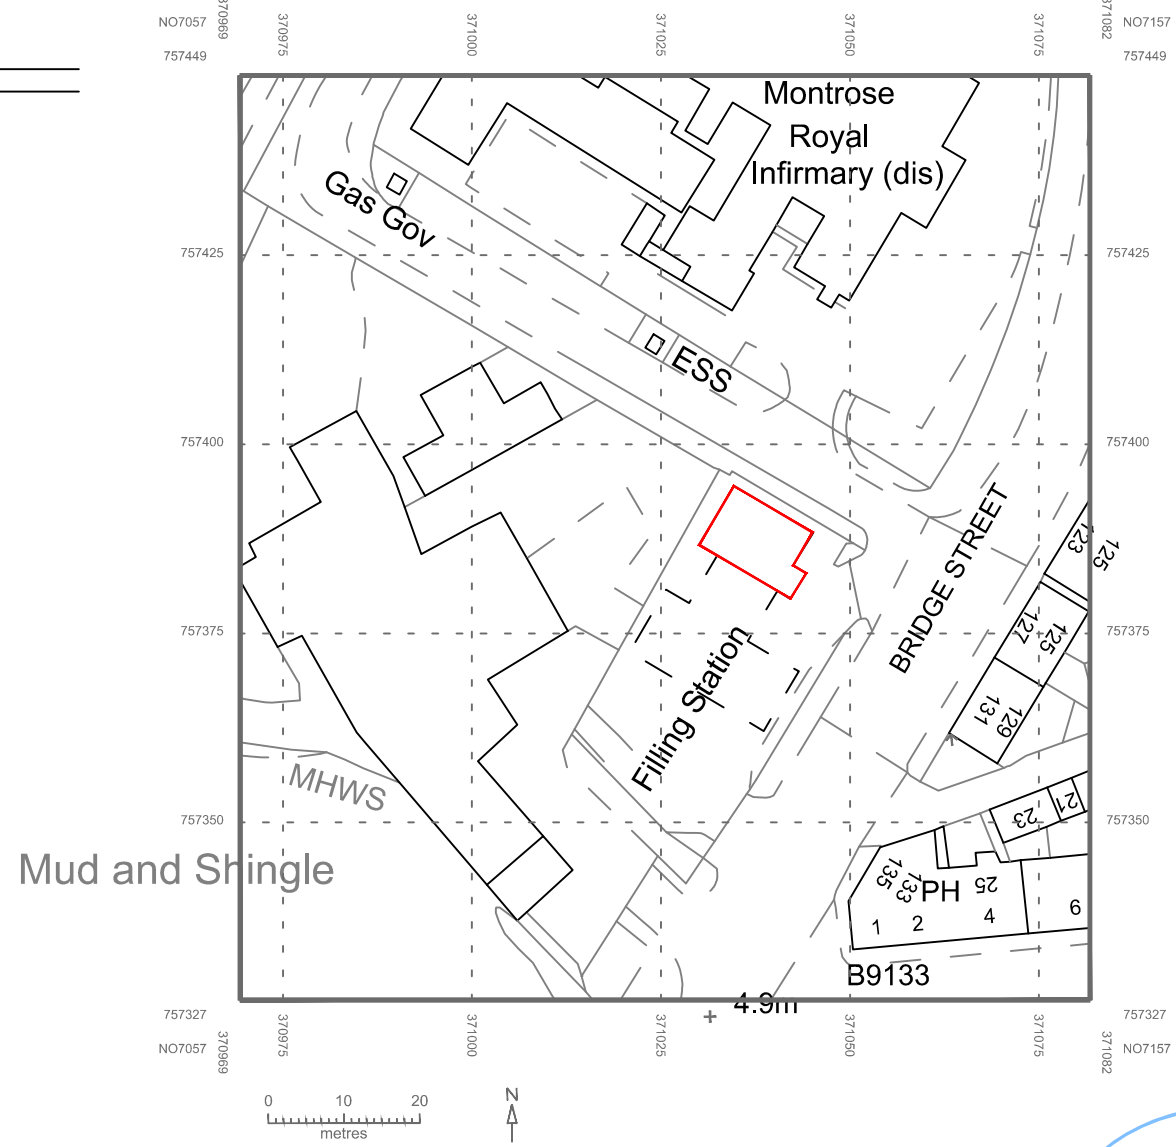 370969
370975
371000
371025
371050
371075
371082
NO7057
NO7157
757449
757449
Montrose
Royal
Infirmary (dis)
Gas Gov
757425
757425
ESS
757400
757400
BRIDGE STREET
123
125
127
125
757375
757375
Filling Station
131
129
MHWS
757350
757350
21
23
Mud and Shingle
135
133
PH
25
1
2
4
6
B9133
4.9m
757327
757327
NO7057
NO7157
370969
370975
371000
371025
371050
371075
371082
0 10 20
metres
N